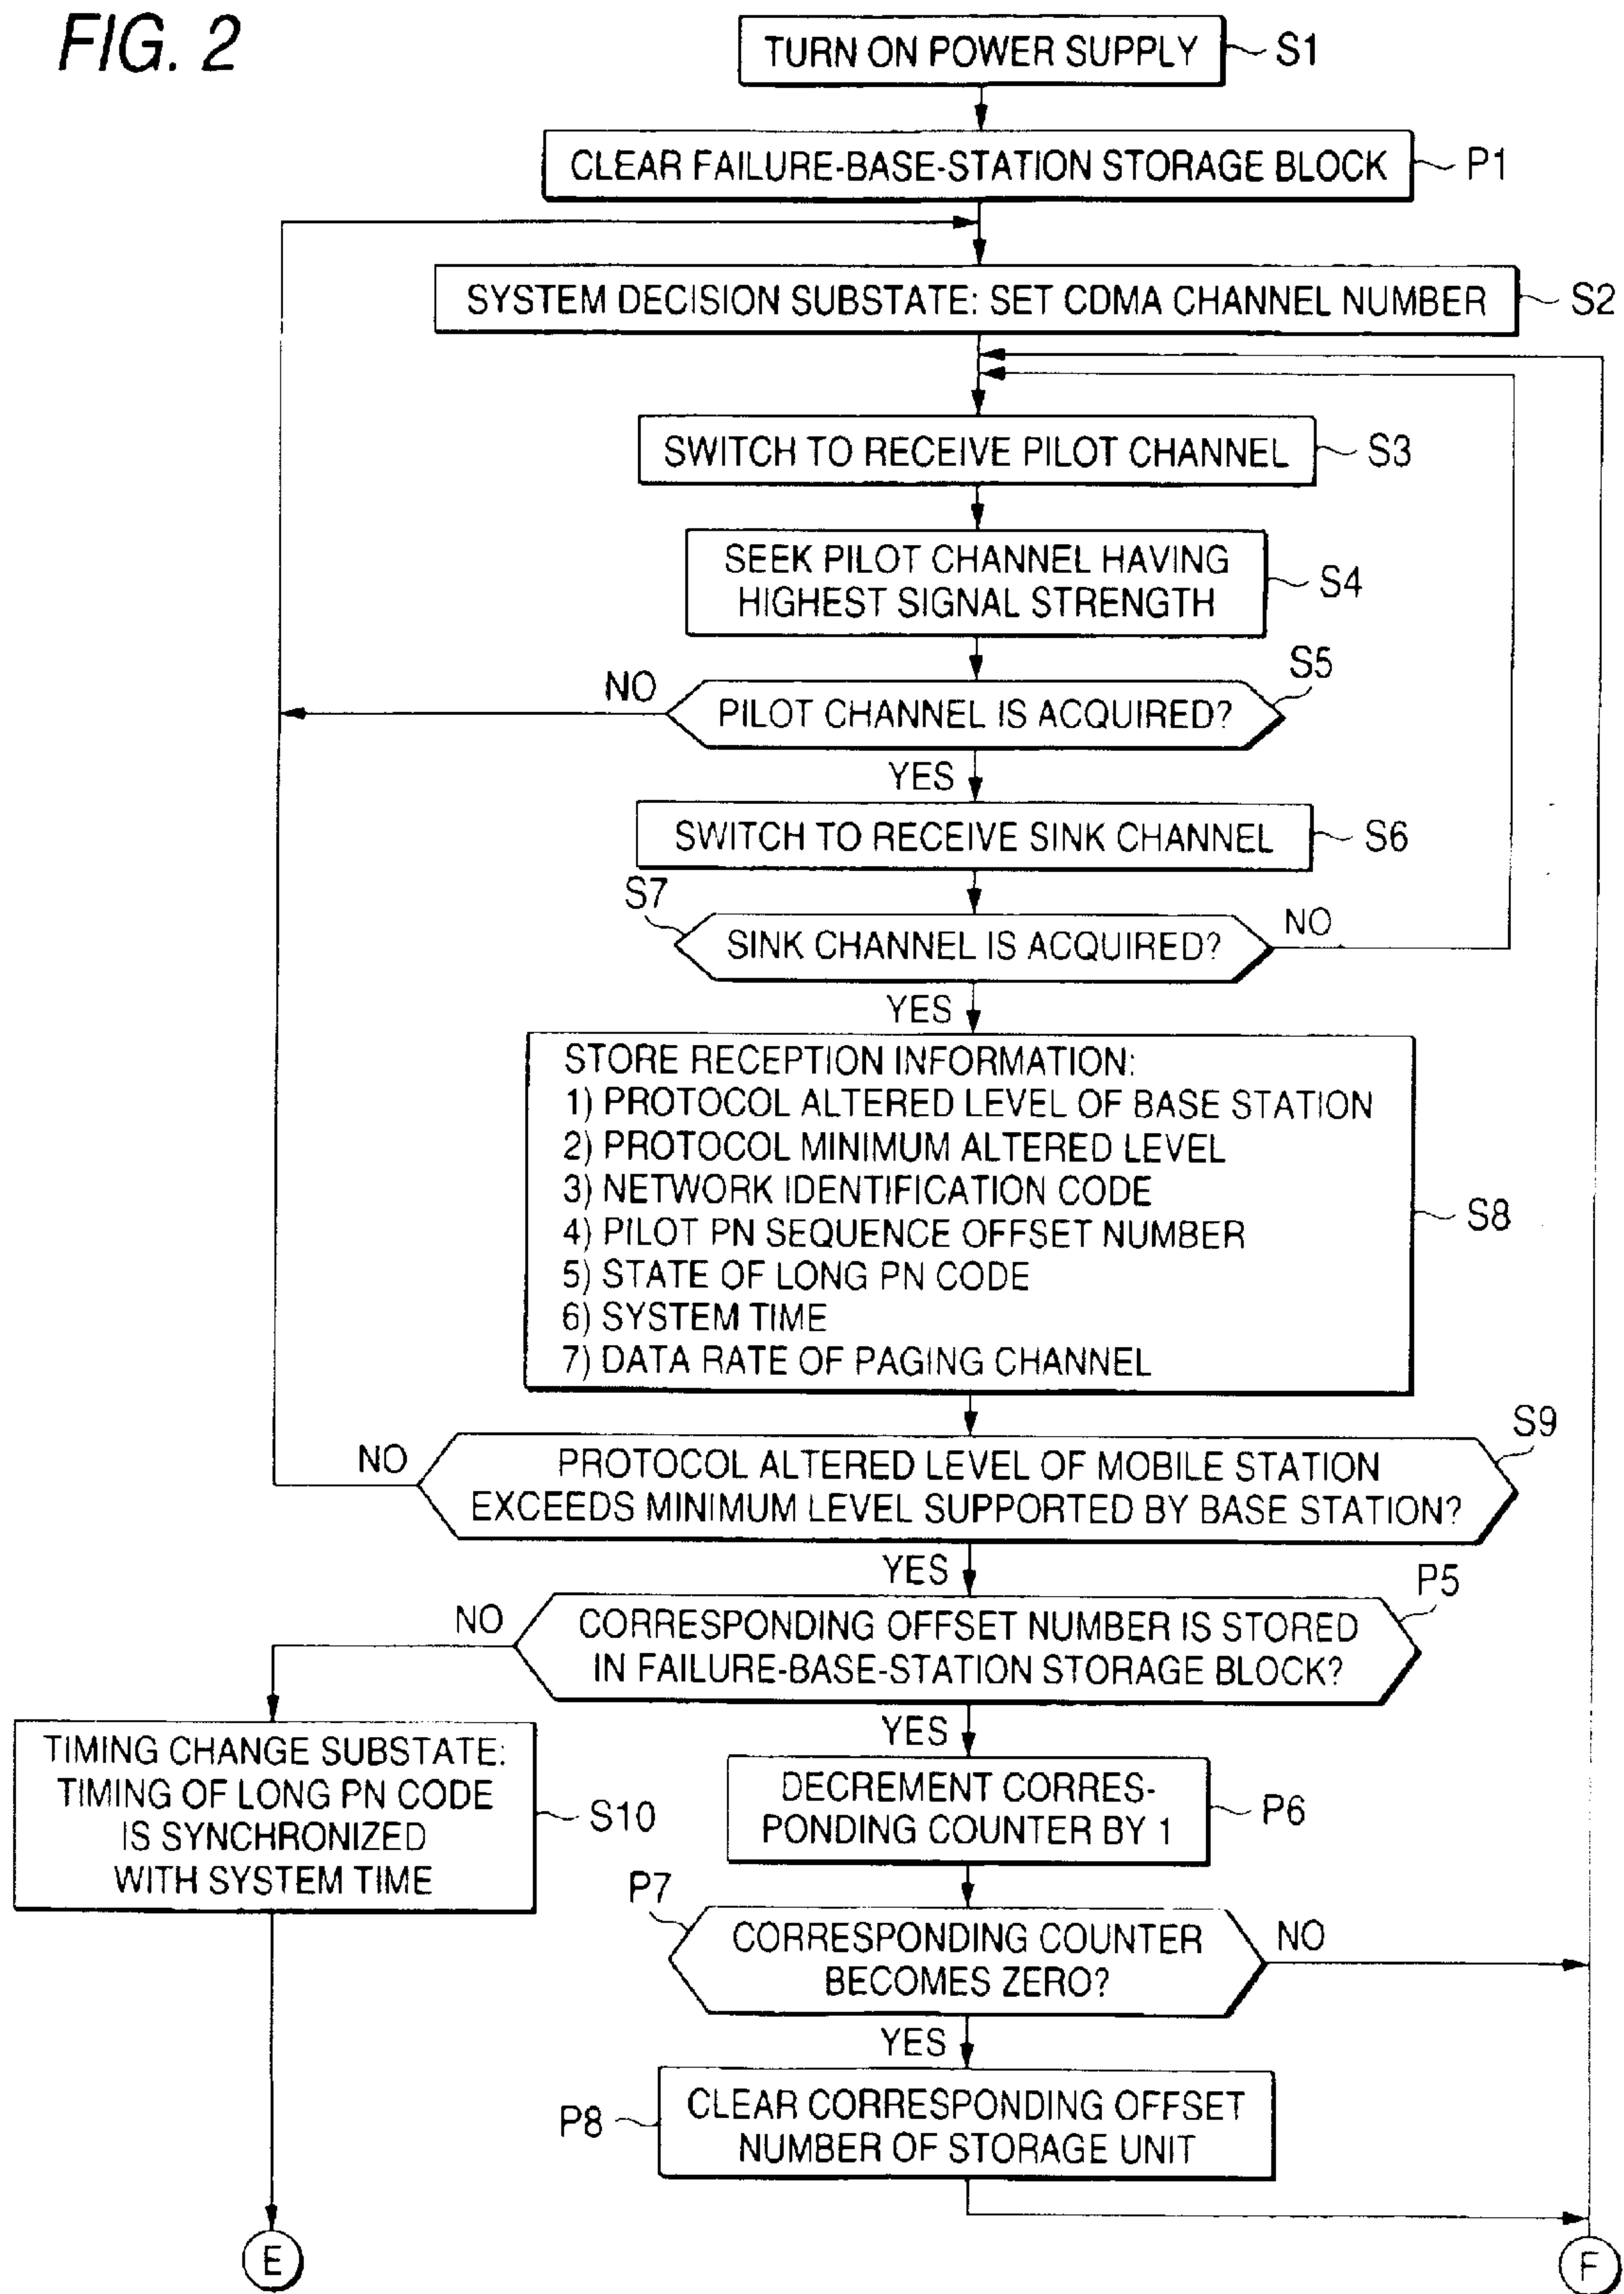 FIG. 2
TURN ON POWER SUPPLY
S1
CLEAR FAILURE-BASE-STATION STORAGE BLOCK
P1
SYSTEM DECISION SUBSTATE: SET CDMA CHANNEL NUMBER
S2
SWITCH TO RECEIVE PILOT CHANNEL
S3
SEEK PILOT CHANNEL HAVING
HIGHEST SIGNAL STRENGTH
S4
S5
NO
PILOT CHANNEL IS ACQUIRED?
YES
SWITCH TO RECEIVE SINK CHANNEL
S6
S7
SINK CHANNEL IS ACQUIRED?
NO
YES
STORE RECEPTION INFORMATION:
1) PROTOCOL ALTERED LEVEL OF BASE STATION
2) PROTOCOL MINIMUM ALTERED LEVEL
3) NETWORK IDENTIFICATION CODE
4) PILOT PN SEQUENCE OFFSET NUMBER
5) STATE OF LONG PN CODE
6) SYSTEM TIME
7) DATA RATE OF PAGING CHANNEL
S8
S9
NO
PROTOCOL ALTERED LEVEL OF MOBILE STATION
EXCEEDS MINIMUM LEVEL SUPPORTED BY BASE STATION?
YES
P5
NO
CORRESPONDING OFFSET NUMBER IS STORED
IN FAILURE-BASE-STATION STORAGE BLOCK?
YES
TIMING CHANGE SUBSTATE:
TIMING OF LONG PN CODE
IS SYNCHRONIZED
WITH SYSTEM TIME
S10
DECREMENT CORRES-
PONDING COUNTER BY 1
P6
P7
CORRESPONDING COUNTER
BECOMES ZERO?
NO
YES
P8
CLEAR CORRESPONDING OFFSET
NUMBER OF STORAGE UNIT
E
F